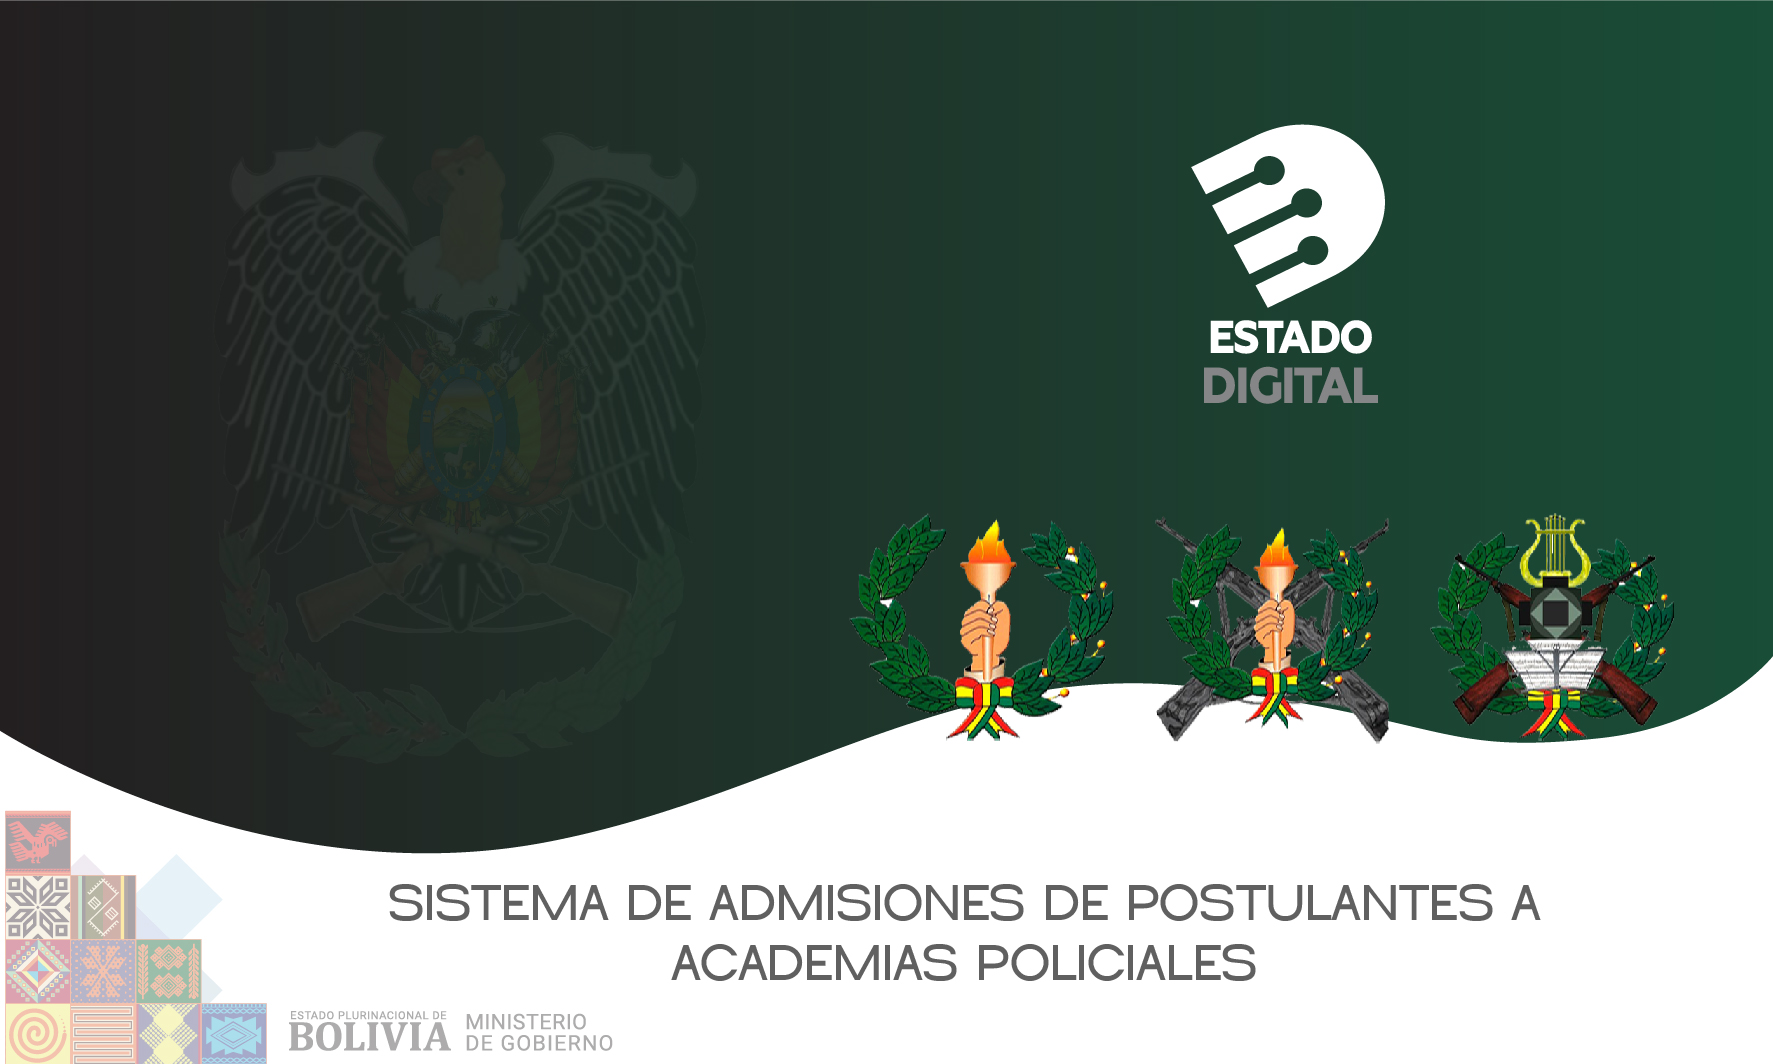 ESTADO
DIGITAL
SISTEMA DE ADMISIONES DE POSTULANTES A
ACADEMIAS POLICIALES
ESTADO PLURINACIONAL DE
BOLIVIA
MINISTERIO
DE GOBIERNO